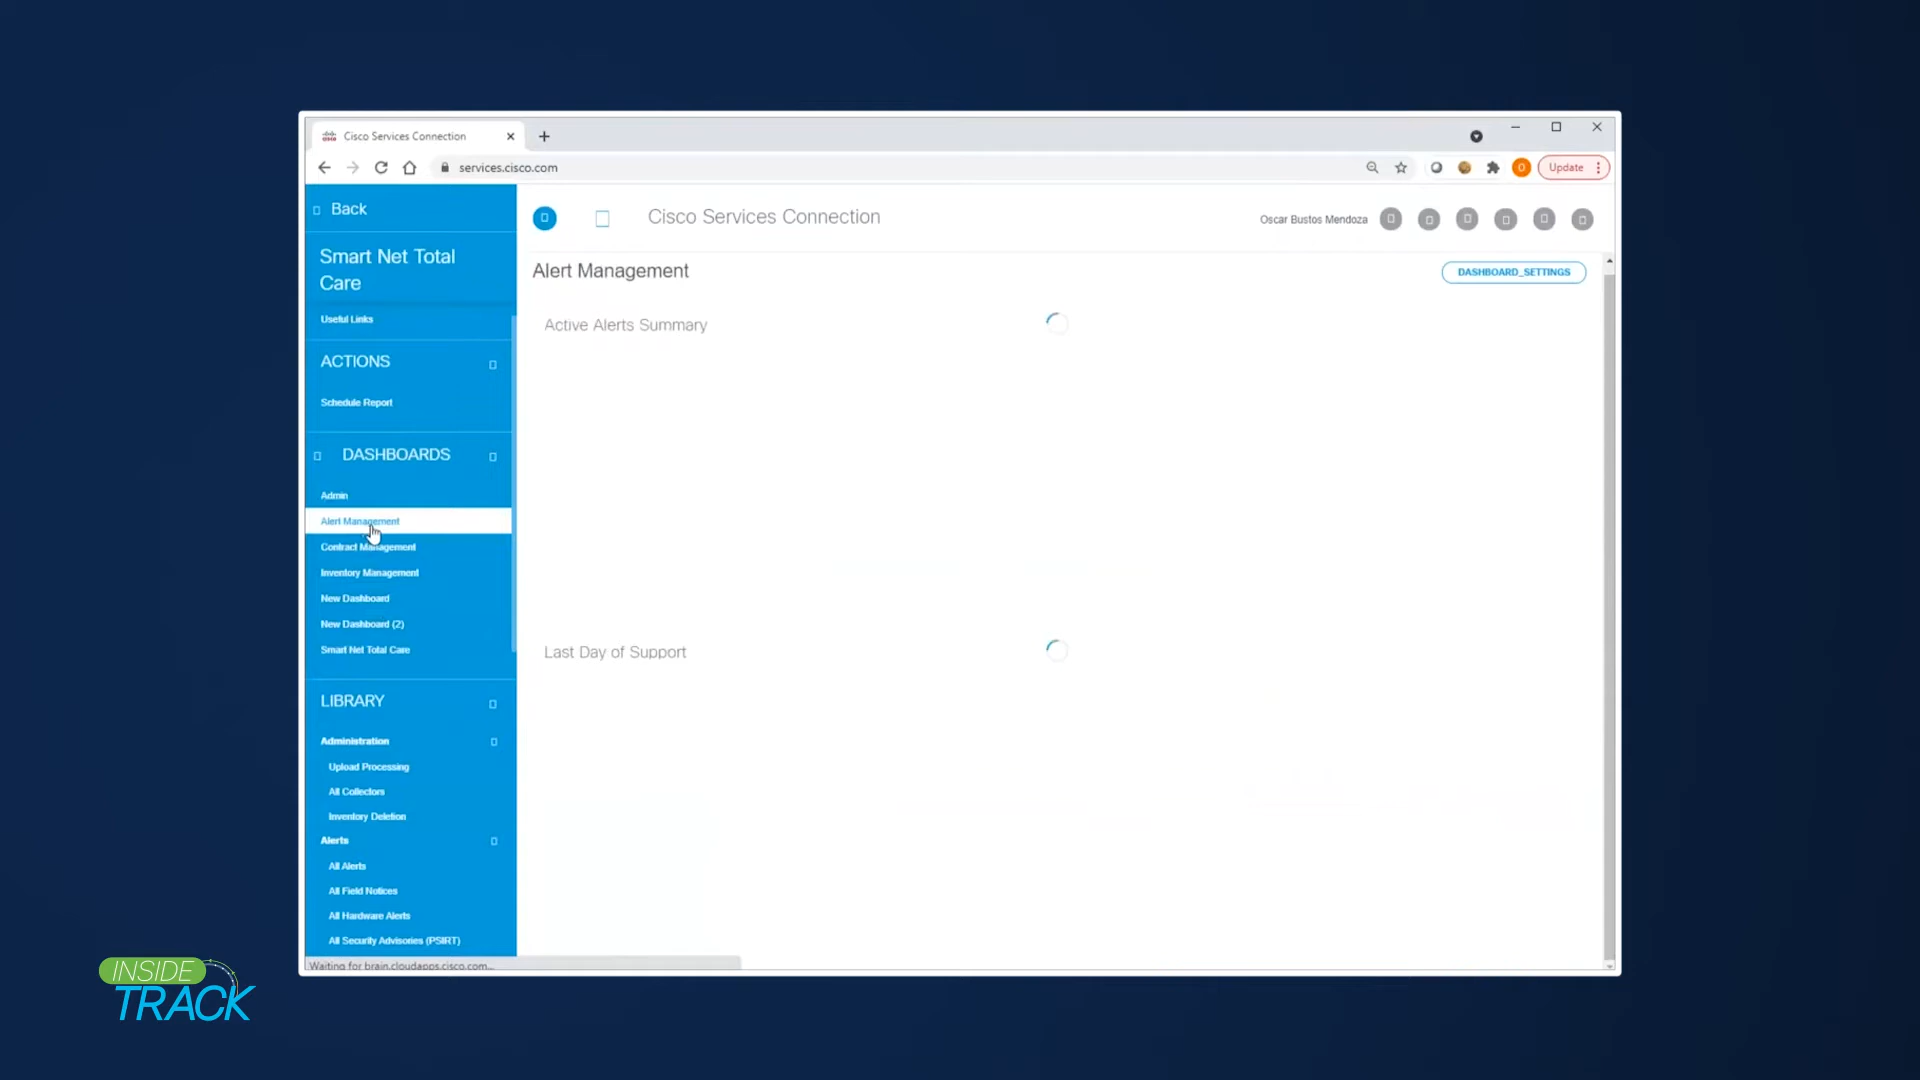 Cisco Services Connection
services.cisco.com
O
Update
Back
Smart Net Total
Care
Useful Links
ACTIONS
Schedule Report
DASHBOARDS
Admin
Alert Management
Contract Management
Inventory Management
New Dashboard
New Dashboard (2)
Smart Net Total Care
LIBRARY
Administration
Upload Processing
All Collectors
Inventory Deletion
Alerts
All Alerts
All Field Notices
All Hardware Alerts
All Security Advisories (PSIRT)
Cisco Services Connection
Oscar Bustos Mendoza
Alert Management
DASHBOARD_SETTINGS
Active Alerts Summary
Last Day of Support
Waiting for brain.cloudapps.cisco.com...
INSIDE
TRACK